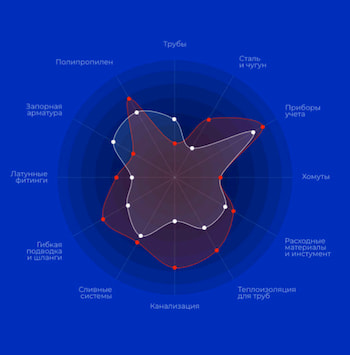 Трубы
Сталь
и чугун
Приборы
учета
Хомуты
Расходные
материалы
и инстумент
Теплоизоляция
для труб
Канализация
Сливные
системы
Гибкая
подводка
и шланги
Латунные
фитинги
Запорная
арматура
Полипропилен